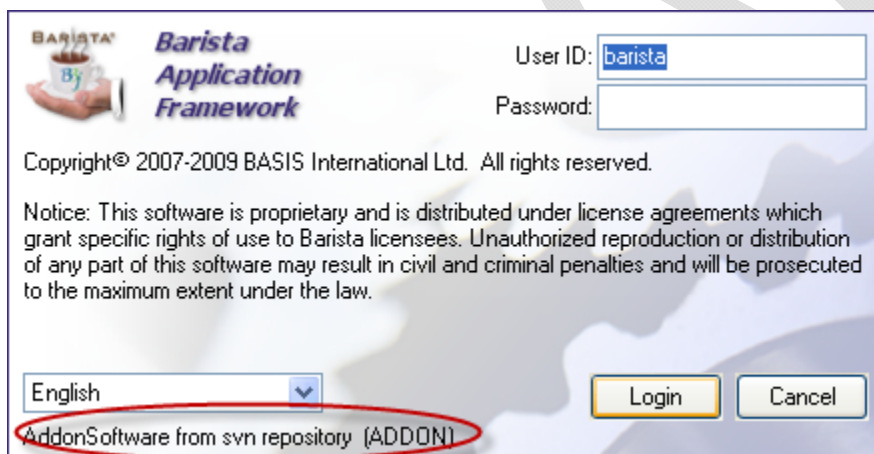 BARISTA
Barista
Application
Framework
User ID: barista
Password:
Copyright© 2007-2009 BASIS International Ltd. All rights reserved.
Notice: This software is proprietary and is distributed under license agreements which
grant specific rights of use to Barista licensees. Unauthorized reproduction or distribution
of any part of this software may result in civil and criminal penalties and will be prosecuted
to the maximum extent under the law.
English
Login Cancel
AddonSoftware from svn repository (ADDON)